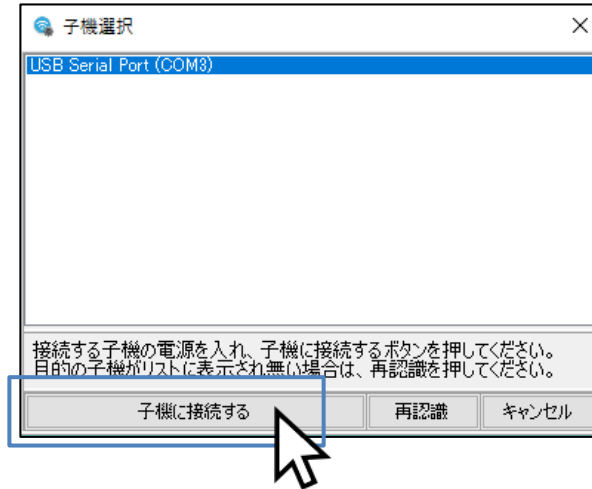 子機選択
USB Serial Port (COM3)
接続する子機の電源を入れ、子機に接続するボタンを押してください。
目的の子機がリストに表示され無い場合は、再認識を押してください。
子機に接続する 再認識 キャンセル